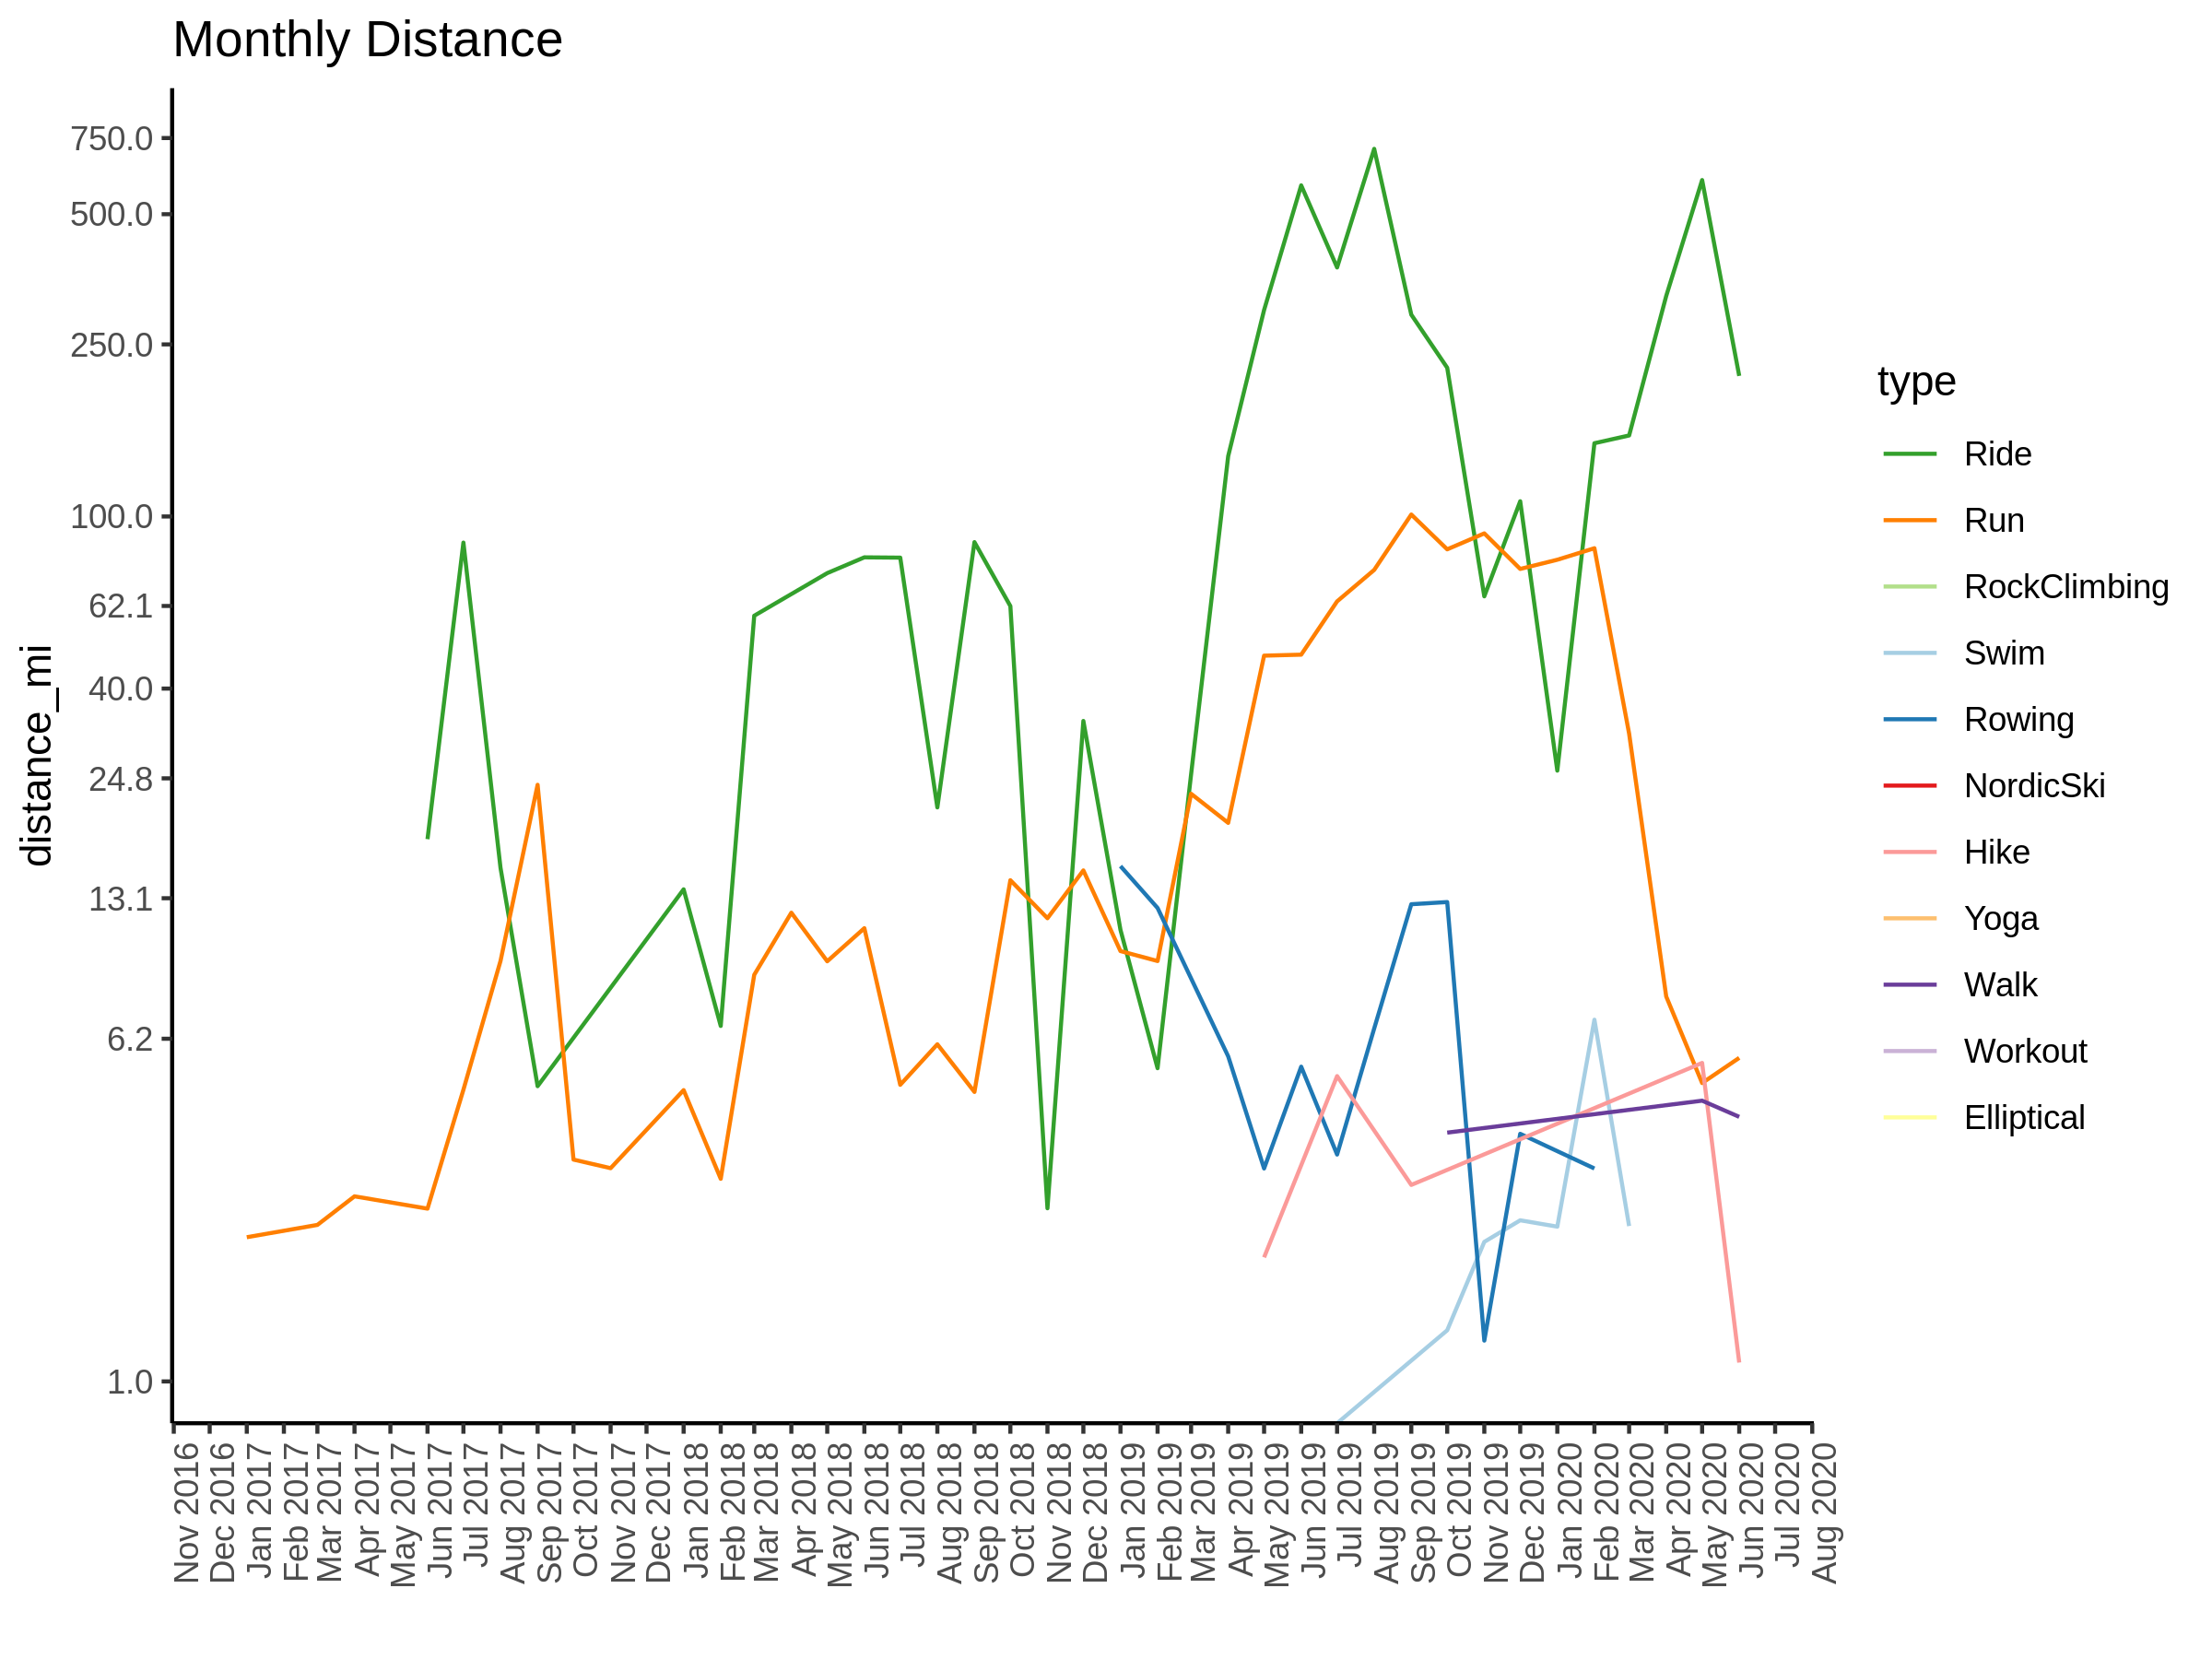 Monthly Distance
distance_mi
750.0
500.0
250.0
100.0
62.1
40.0
24.8
13.1
6.2
1.0
Nov 2016
Dec 2016
Jan 2017
Feb 2017
Mar 2017
Apr 2017
May 2017
Jun 2017
Jul 2017
Aug 2017
Sep 2017
Oct 2017
Nov 2017
Dec 2017
Jan 2018
Feb 2018
Mar 2018
Apr 2018
May 2018
Jun 2018
Jul 2018
Aug 2018
Sep 2018
Oct 2018
Nov 2018
Dec 2018
Jan 2019
Feb 2019
Mar 2019
Apr 2019
May 2019
Jun 2019
Jul 2019
Aug 2019
Sep 2019
Oct 2019
Nov 2019
Dec 2019
Jan 2020
Feb 2020
Mar 2020
Apr 2020
May 2020
Jun 2020
Jul 2020
Aug 2020
type
Ride
Run
RockClimbing
Swim
Rowing
NordicSki
Hike
Yoga
Walk
Workout
Elliptical